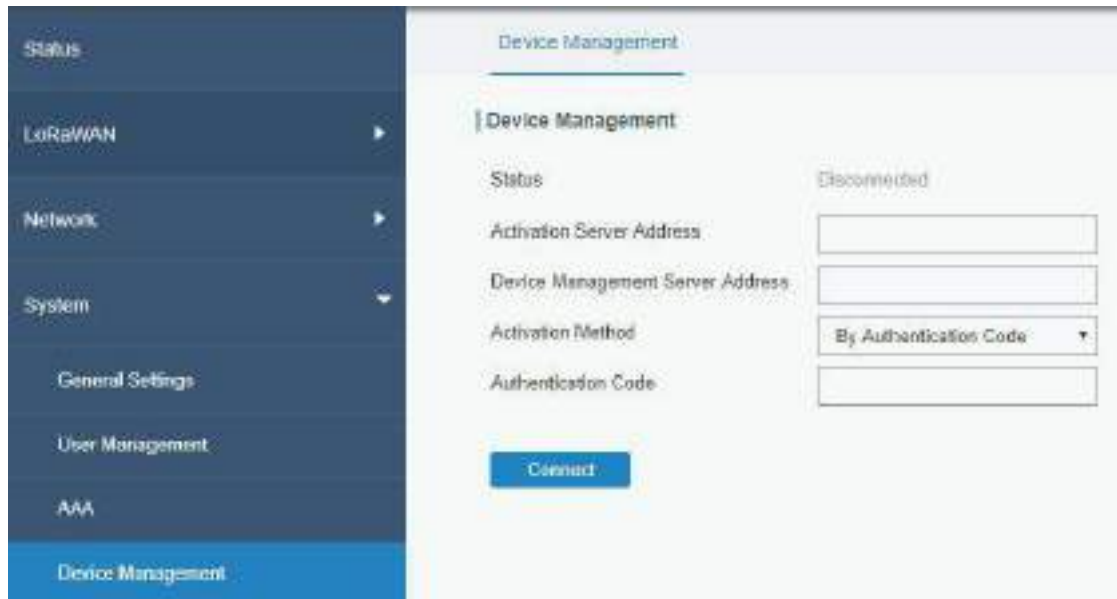 Status
LoRaWAN
Network
System
General Settings
User Management
AAA
Device Management
Device Management
Device Management
Status Disconnected
Activation Server Address
Device Management Server Address
Activation Method By Authentication Code
Authentication Code
Connect